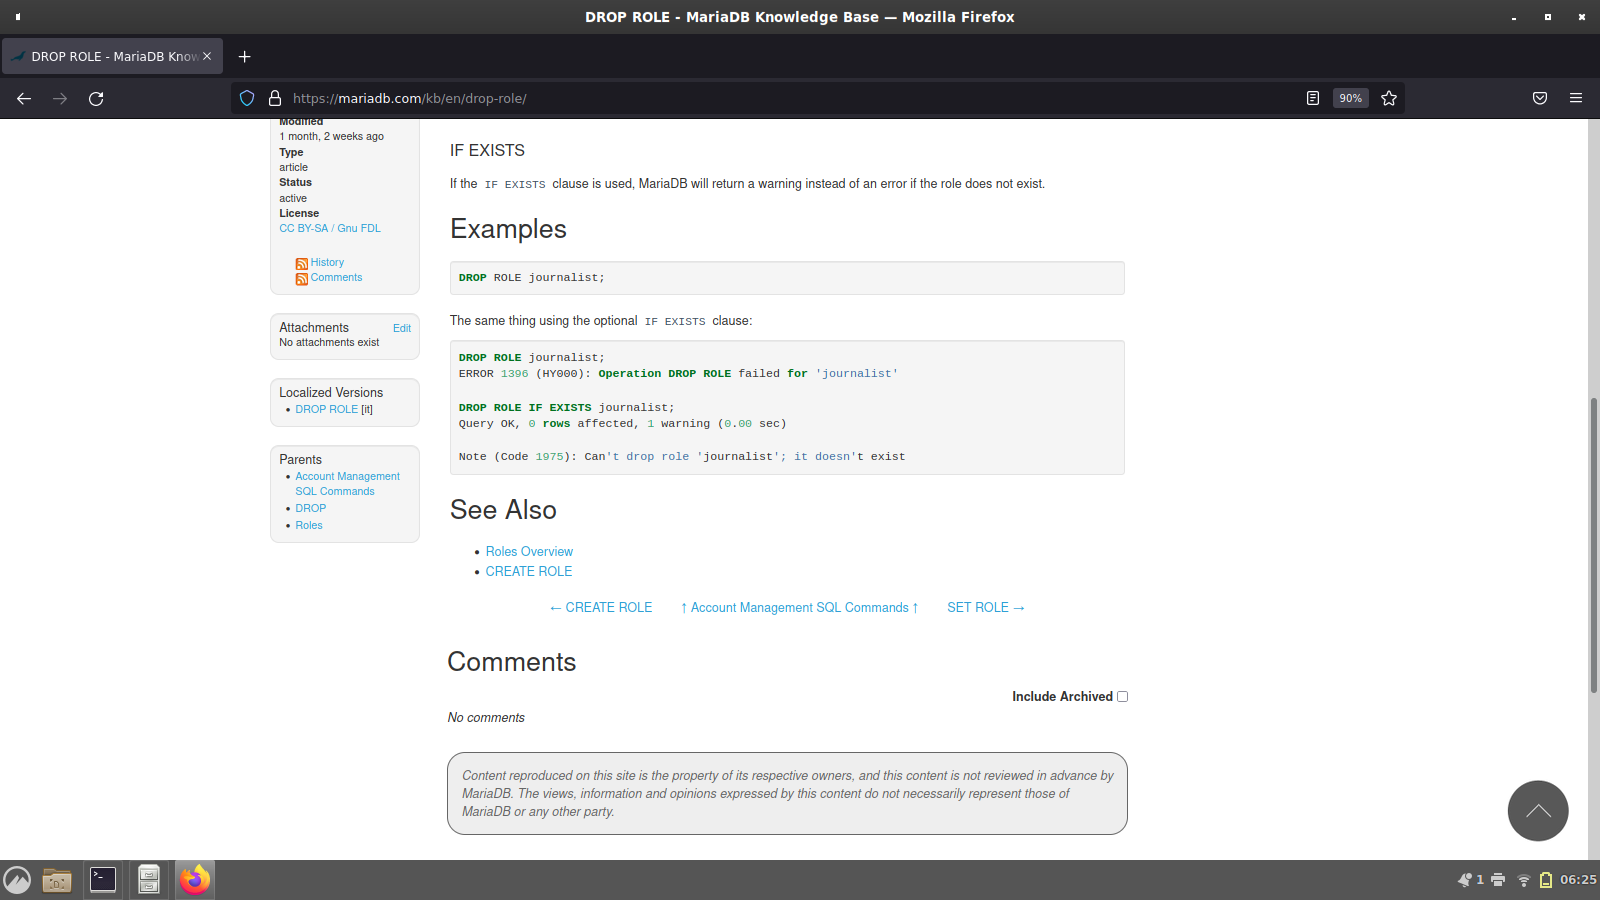 DROP ROLE - MariaDB Knowledge Base — Mozilla Firefox
DROP ROLE - MariaDB Know
https://mariadb.com/kb/en/drop-role/
90%
Modified
1 month, 2 weeks ago
Type
article
Status
active
License
CC BY-SA / Gnu FDL
History
Comments
Attachments Edit
No attachments exist
Localized Versions
• DROP ROLE [it]
Parents
• Account Management
SQL Commands
• DROP
• Roles
IF EXISTS
If the IF EXISTS clause is used, MariaDB will return a warning instead of an error if the role does not exist.
Examples
DROP ROLE journalist;
The same thing using the optional IF EXISTS clause:
DROP ROLE journalist;
ERROR 1396 (HY000): Operation DROP ROLE failed for 'journalist'
DROP ROLE IF EXISTS journalist;
Query OK, 0 rows affected, 1 warning (0.00 sec)
Note (Code 1975): Can't drop role 'journalist'; it doesn't exist
See Also
• Roles Overview
• CREATE ROLE
← CREATE ROLE ↑ Account Management SQL Commands ↑ SET ROLE →
Comments
Include Archived
No comments
Content reproduced on this site is the property of its respective owners, and this content is not reviewed in advance by
MariaDB. The views, information and opinions expressed by this content do not necessarily represent those of
MariaDB or any other party.
1 06:25